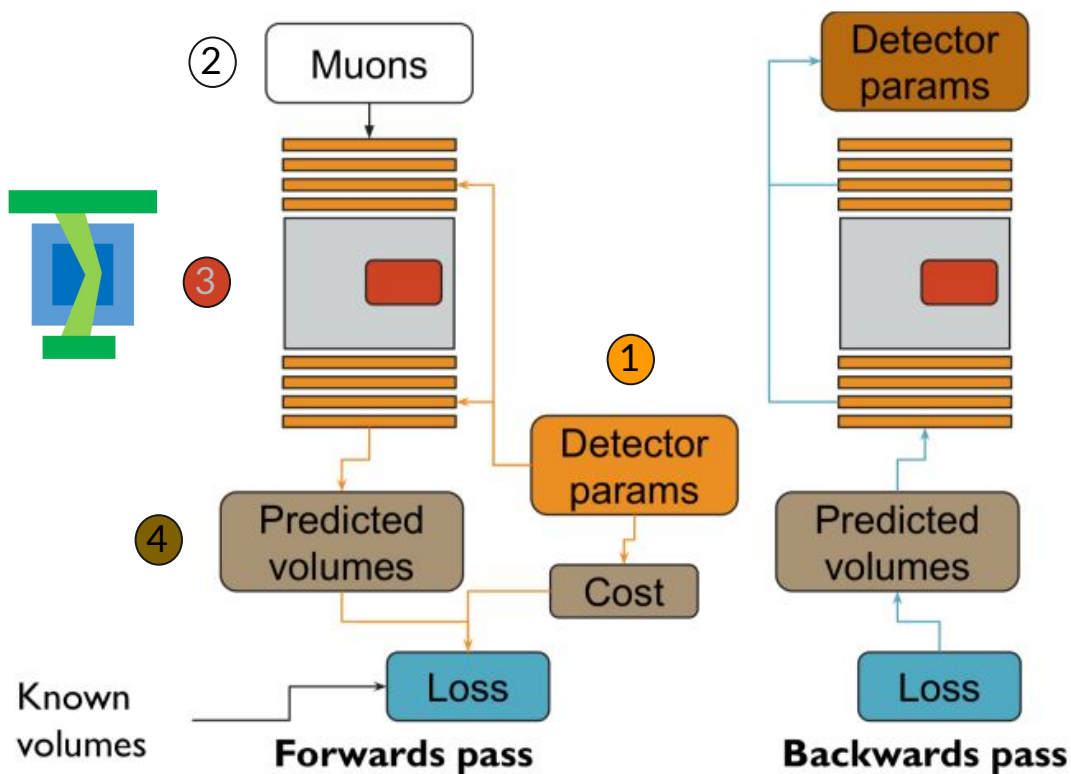 2
Muons
3
1
Detector
params
4
Predicted
volumes
Cost
Loss
Known
volumes
Forwards pass
Detector
params
Predicted
volumes
Loss
Backwards pass